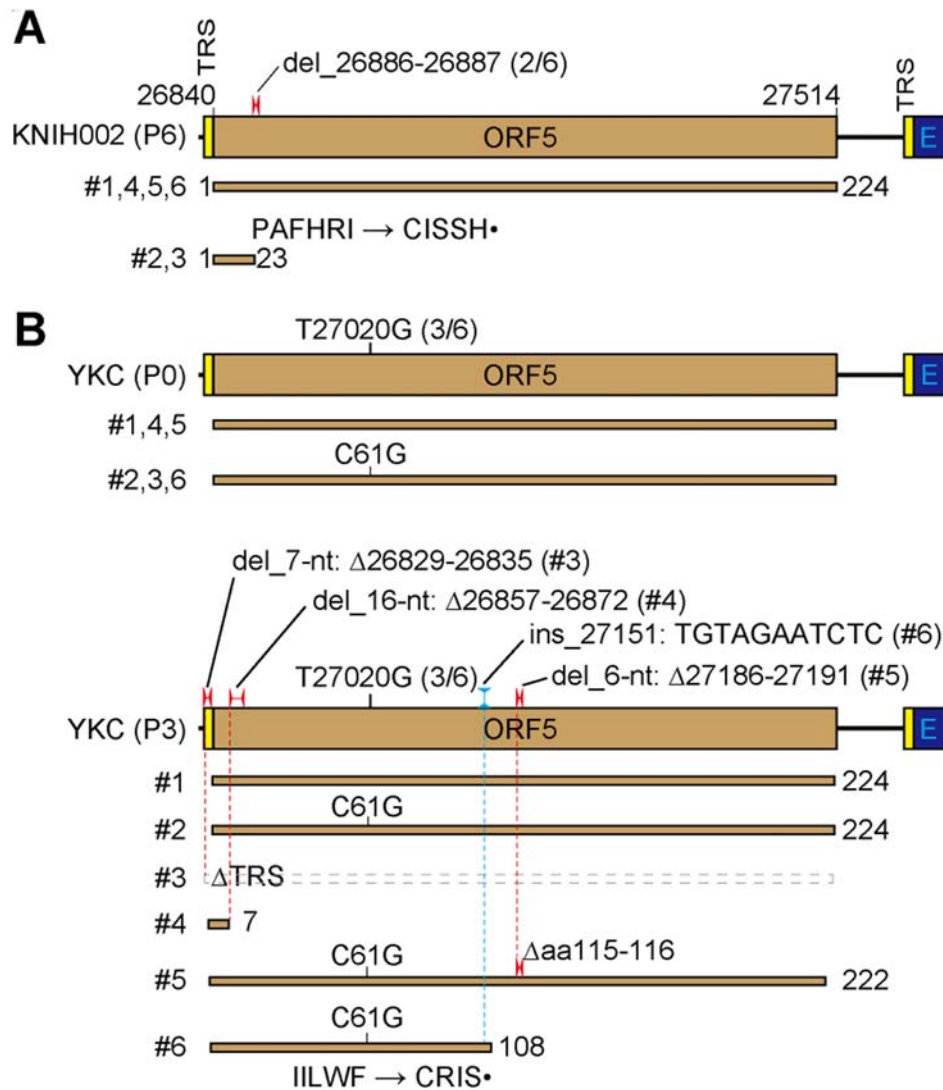 A
TRS
del_26886-26887 (2/6)
TRS
26840
27514
KNIH002 (P6)
ORF5
E
#1,4,5,6 1
224
PAFHRI → CISSH•
#2,3 1
23
B
T27020G (3/6)
YKC (P0)
ORF5
E
#1,4,5
C61G
#2,3,6
del_7-nt: Δ26829-26835 (#3)
del_16-nt: Δ26857-26872 (#4)
ins_27151: TGTAGAATCTC (#6)
T27020G (3/6)
del_6-nt: Δ27186-27191 (#5)
YKC (P3)
ORF5
E
#1
224
C61G
#2
224
#3
ΔTRS
#4
7
C61G
Δaa115-116
#5
222
C61G
#6
108
IILWF → CRIS•